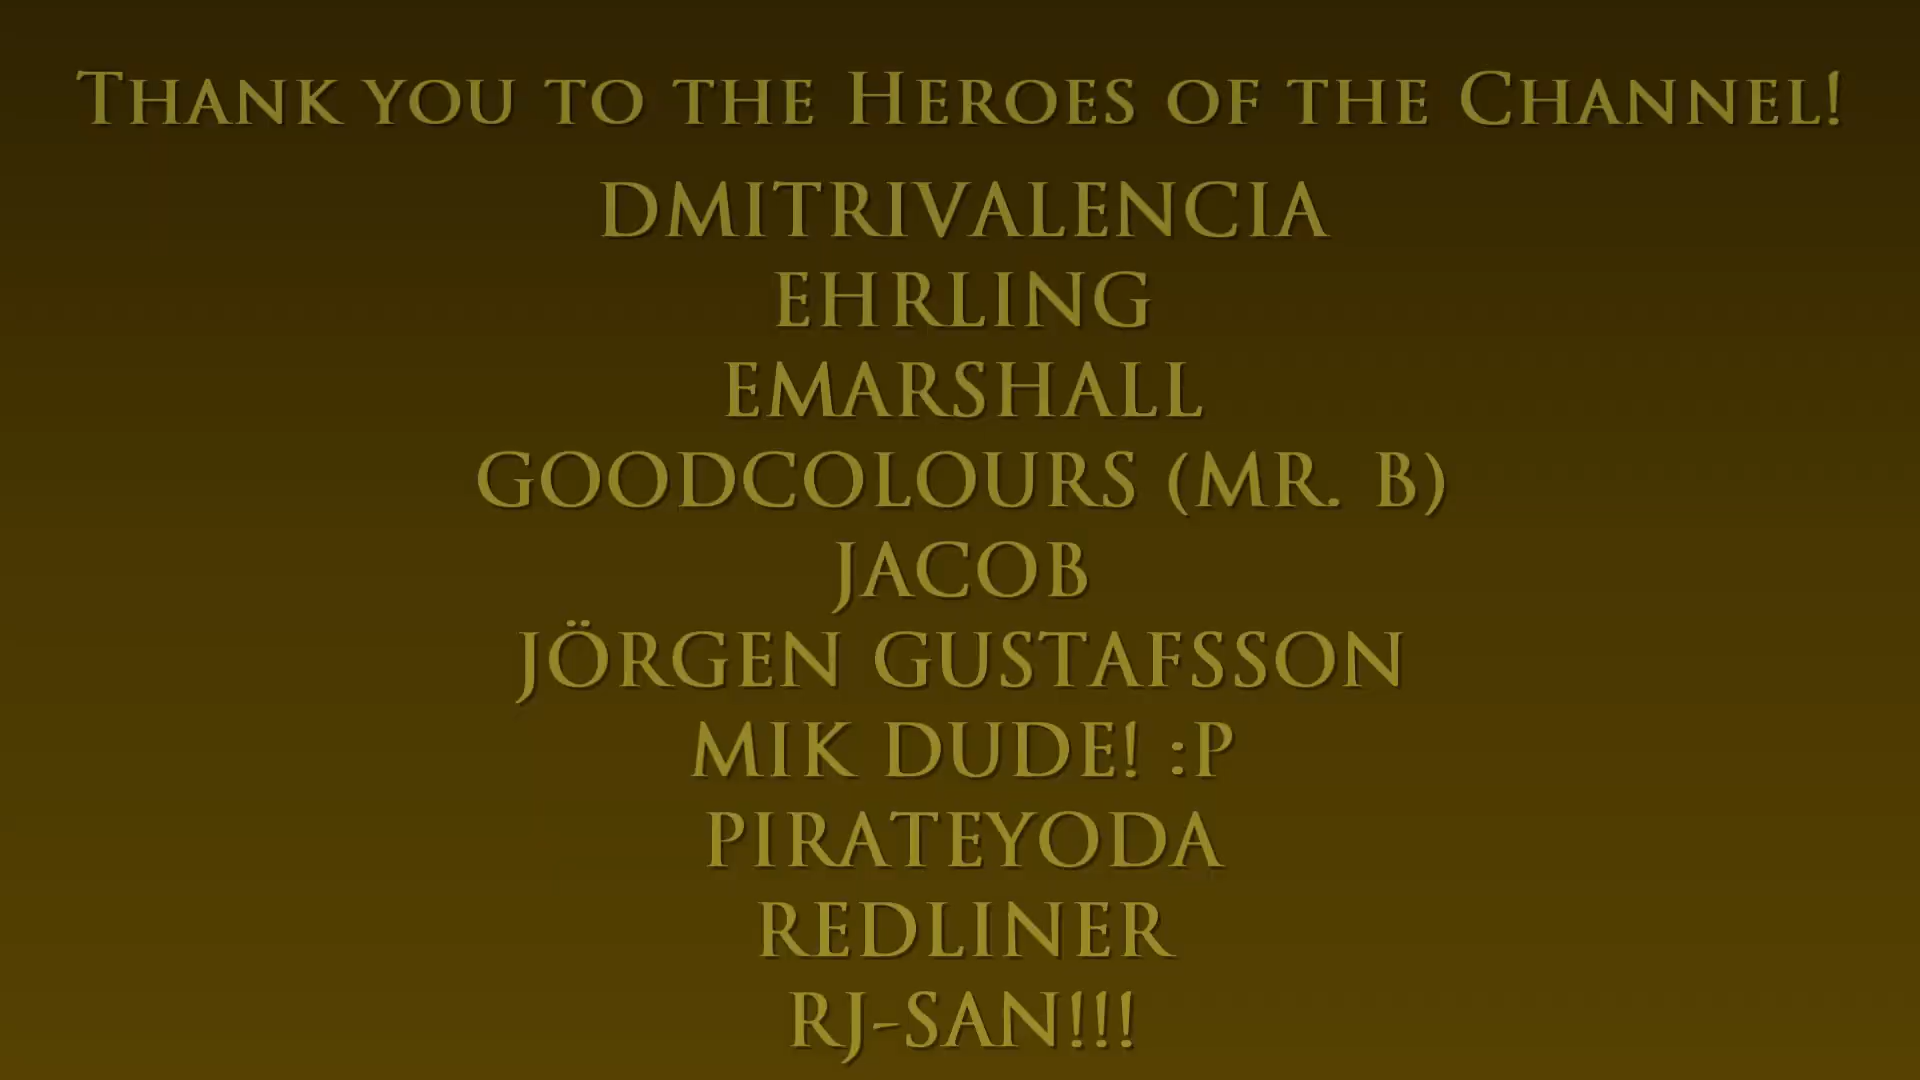 Thank you to the Heroes of the Channel!
DMITRIVALENCIA
EHRLING
EMARSHALL
GOODCOLOURS (MR. B)
JACOB
JÖRGEN GUSTAFSSON
MIK DUDE! :P
PIRATEYODA
REDLINER
RJ-SAN!!!